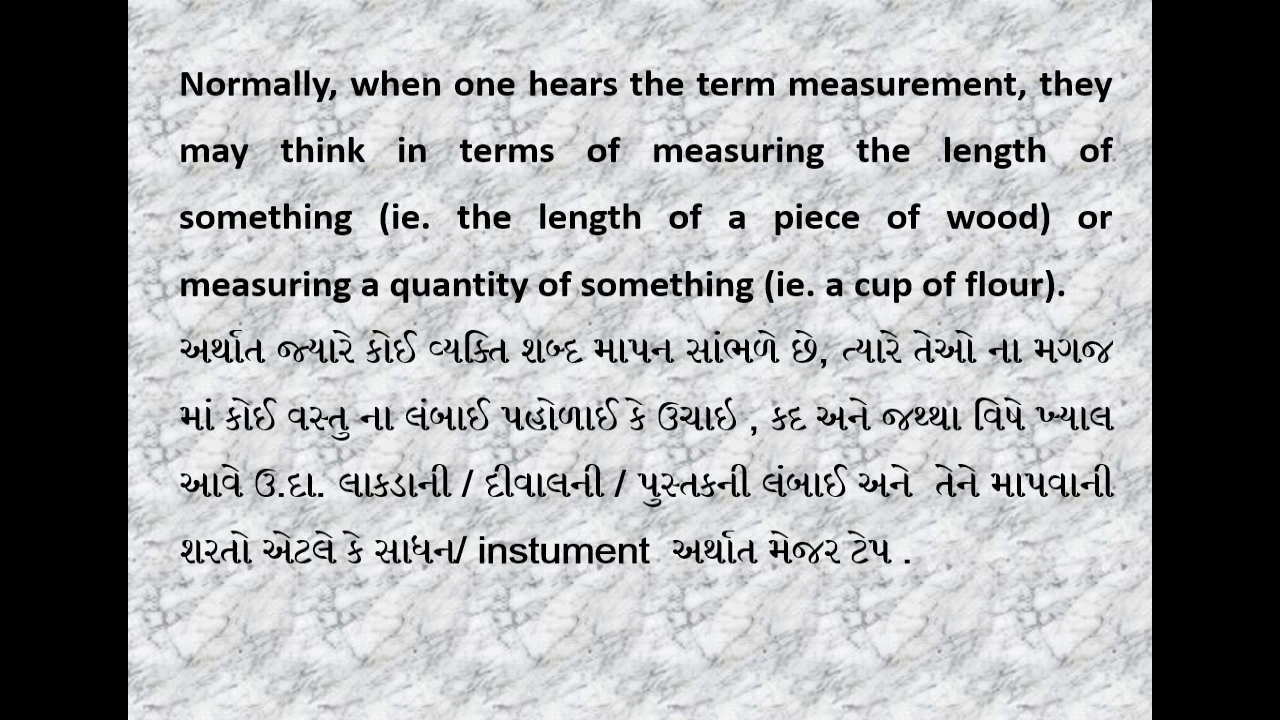 Normally, when one hears the term measurement, they
may think in terms of measuring the length of
something (ie. the length of a piece of wood) or
measuring a quantity of something (ie. a cup of flour).
અર્થાત જ્યારે કોઈ વ્યક્તિ શબ્દ માપન સાંભળે છે, ત્યારે તેઓ ના મગજ
માં કોઈ વસ્તુ ના લંબાઈ પહોળાઈ કે ઉચાઇ , કદ અને જથ્થા વિષે ખ્યાલ
આવે ઉ.દા. લાકડાની / દીવાલની / પુસ્તકની લંબાઈ અને તેને માપવાની
શરતો એટલે કે સાધન/ instument અર્થાત મેજર ટેપ .